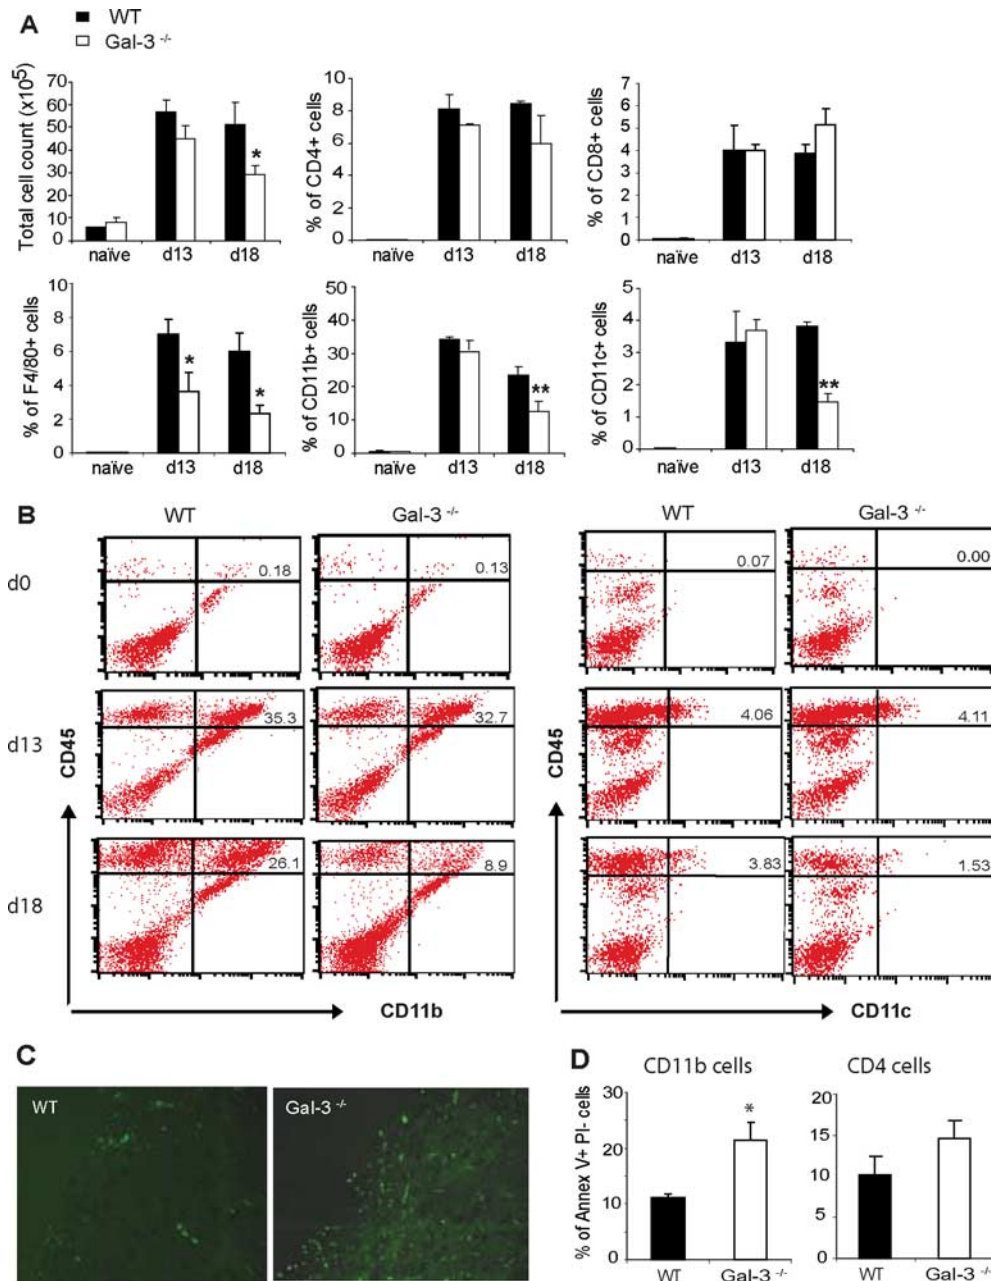 A
WT
Gal-3 -/-
Total cell count (x10⁵)
70
60
50
40
30
20
10
0
*
naïve d13 d18
% of CD4+ cells
10
8
6
4
2
0
naïve d13 d18
% of CD8+ cells
7
6
5
4
3
2
1
0
naïve d13 d18
% of F4/80+ cells
10
8
6
4
2
0
* *
naïve d13 d18
% of CD11b+ cells
50
40
30
20
10
0
**
naïve d13 d18
% of CD11c+ cells
5
4
3
2
1
0
**
naïve d13 d18
B
WT Gal-3 -/- WT Gal-3 -/-
d0 0.18 0.13 0.07 0.00
d13 35.3 32.7 4.06 4.11
d18 26.1 8.9 3.83 1.53
CD45
CD11b
CD45
CD11c
C
WT
Gal-3 -/-
D
CD11b cells
% of Annex V+ PI- cells
30
20
10
0
*
WT Gal-3 -/-
CD4 cells
20
15
10
5
0
WT Gal-3 -/-